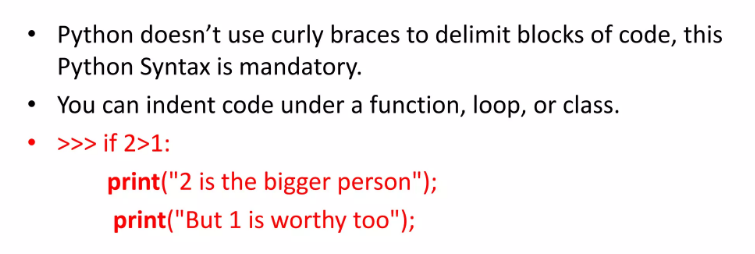 • Python doesn’t use curly braces to delimit blocks of code, this
Python Syntax is mandatory.
• You can indent code under a function, loop, or class.
• >>> if 2>1:
print("2 is the bigger person");
print("But 1 is worthy too");